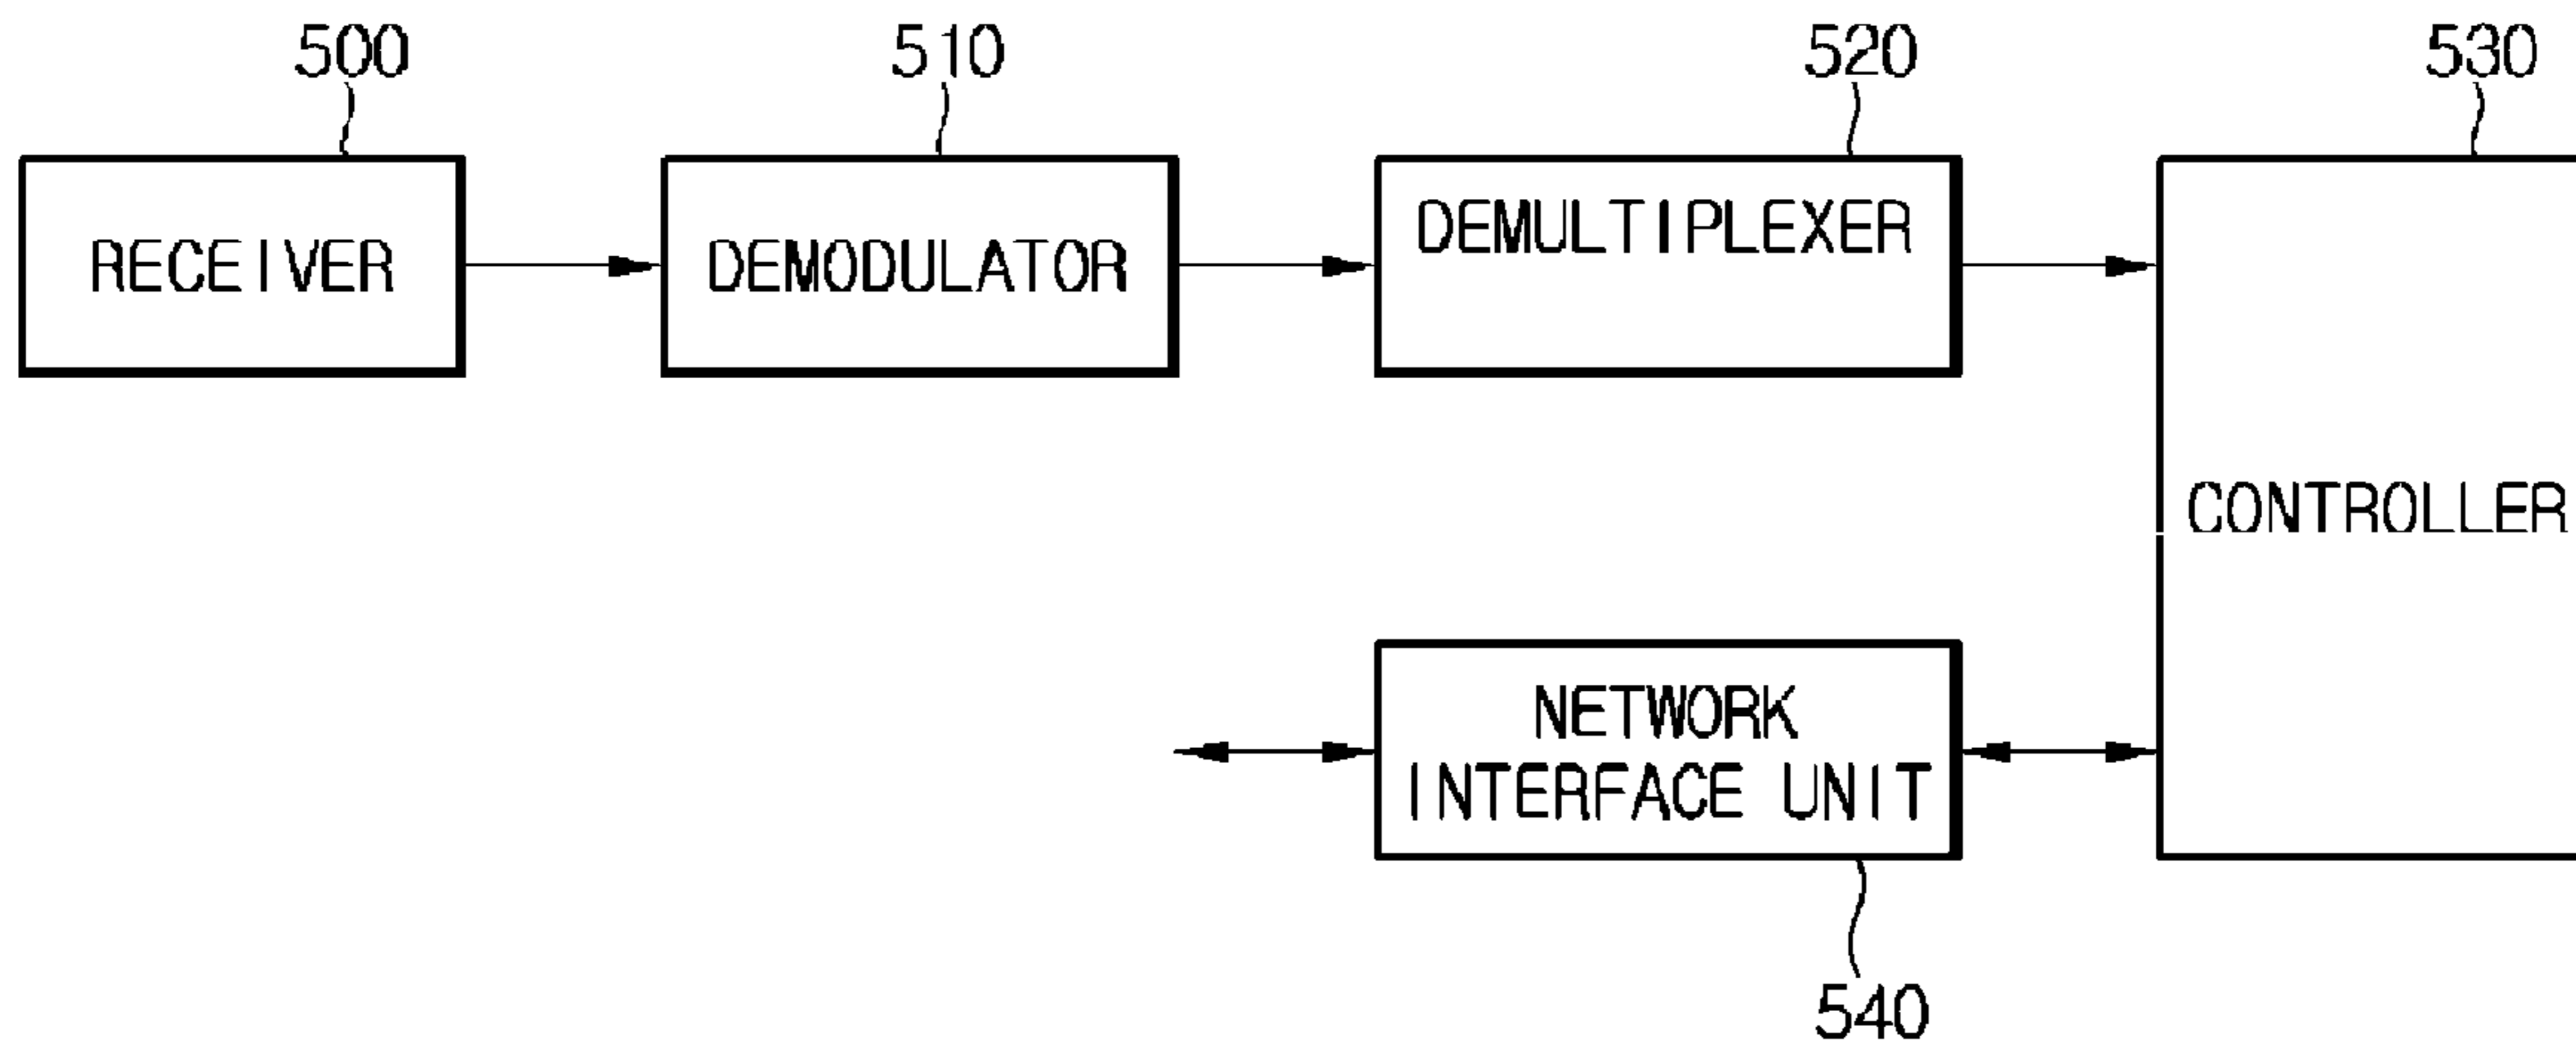 500
510
520
530
RECEIVER
DEMODULATOR
DEMULTIPLEXER
CONTROLLER
NETWORK
INTERFACE UNIT
540